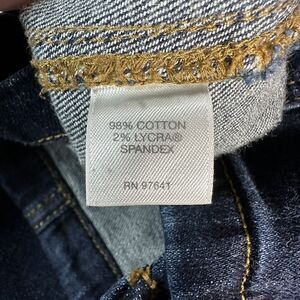 98% COTTON
2% LYCRA®
SPANDEX
RN 97641